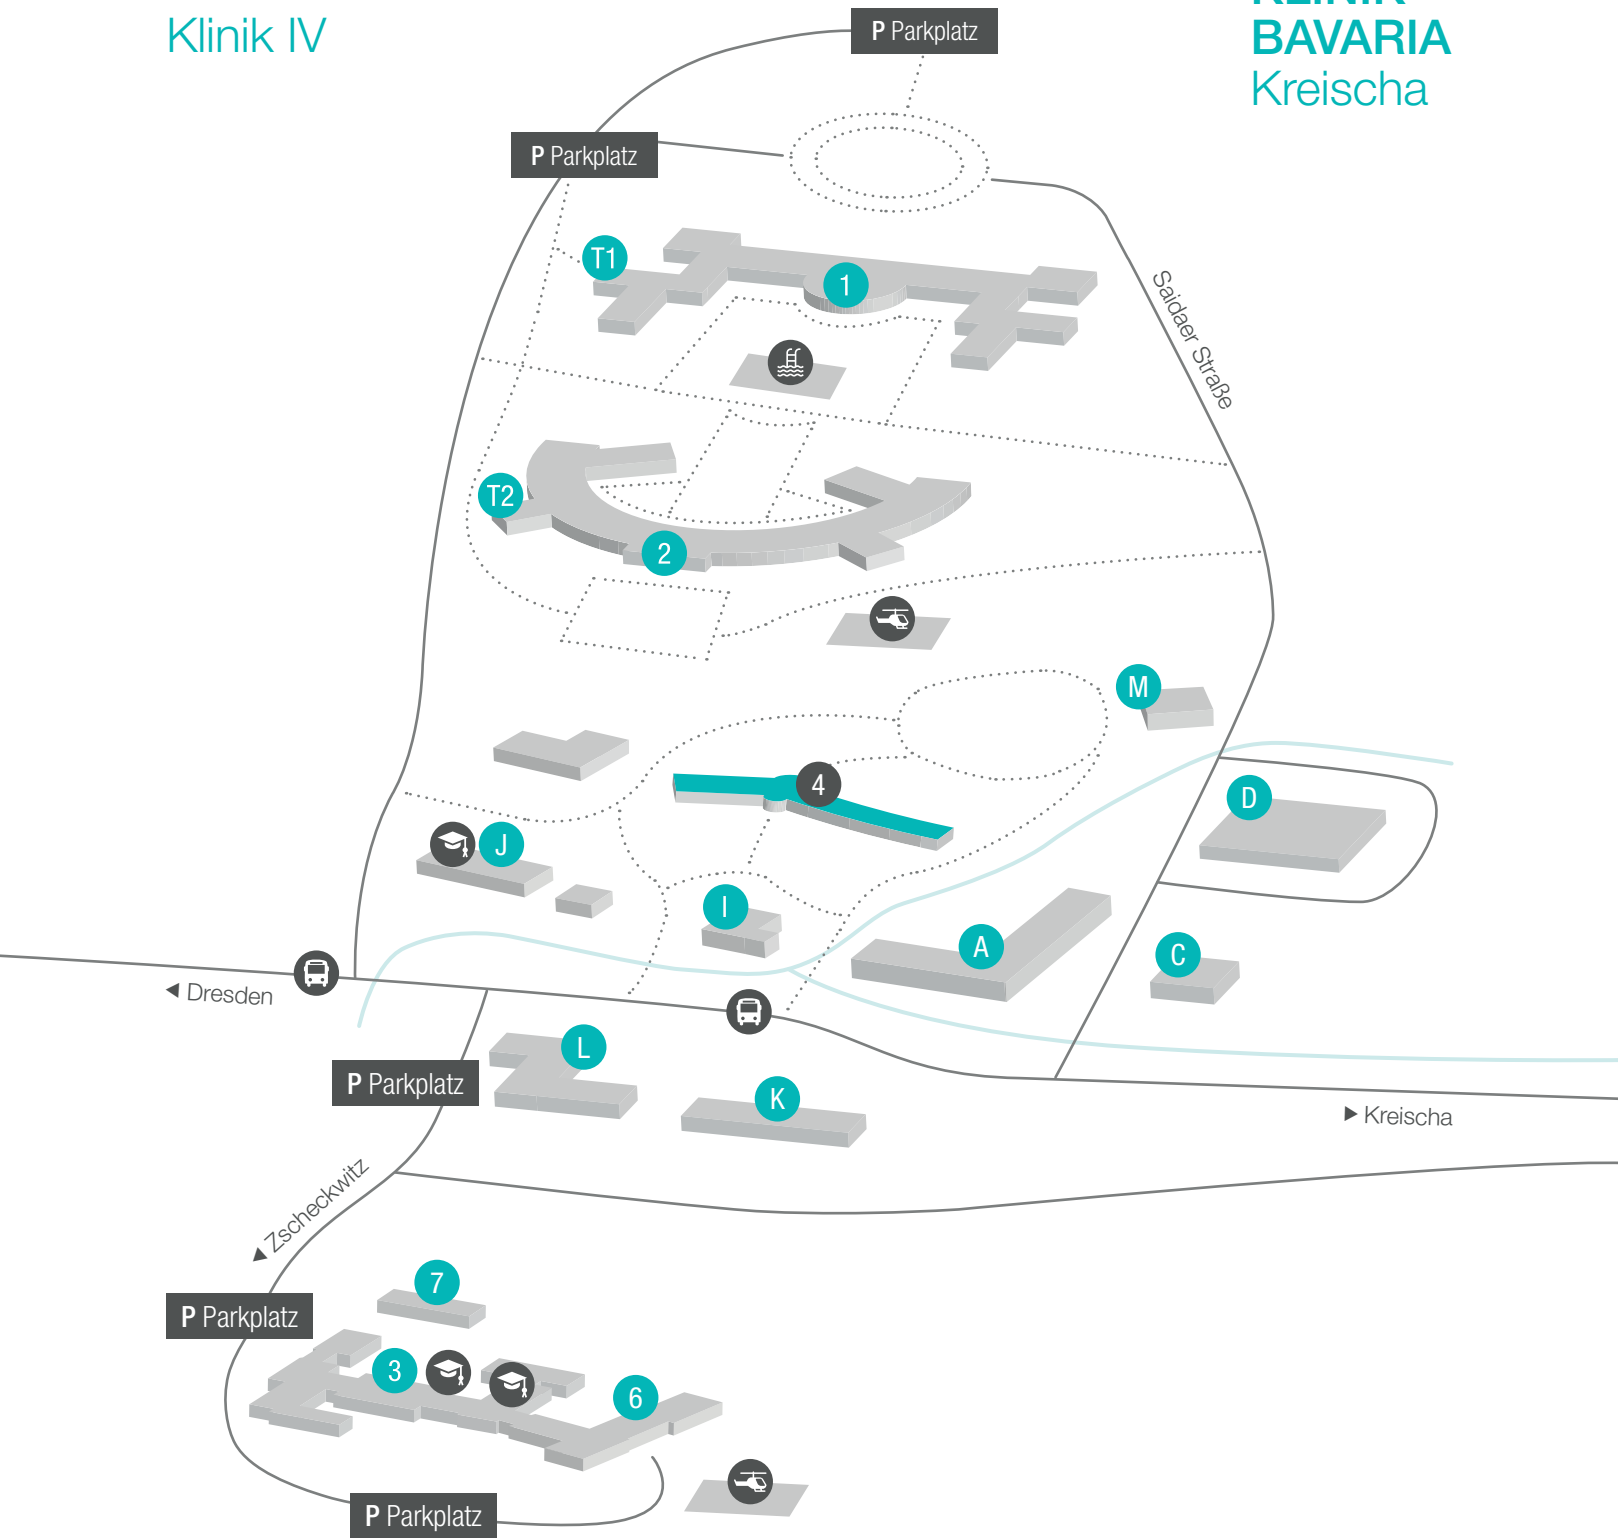 Klinik IV
KLINIK
BAVARIA
Kreischa
P Parkplatz
P Parkplatz
T1
1
Saidaer Straße
T2
2
M
4
D
J
I
A
C
◀ Dresden
L
P Parkplatz
K
▶ Kreischa
◀ Zscheckwitz
7
P Parkplatz
3
6
P Parkplatz